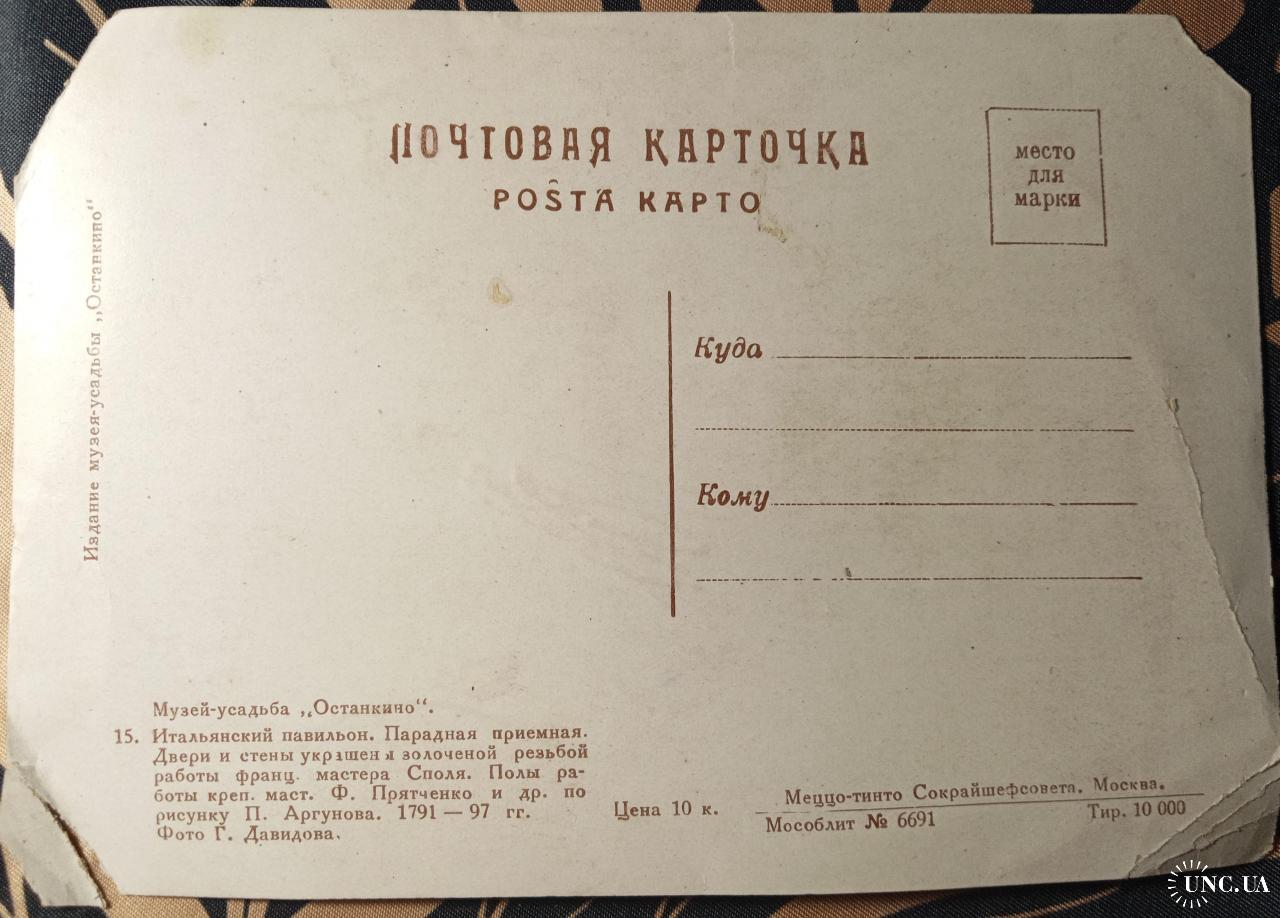 ПОЧТОВАЯ КАРТОЧКА
POŜTA КАРТО
место
для
марки
Издание музея-усадьбы „Останкино“
Куда
Кому
Музей-усадьба „Останкино“.
15. Итальянский павильон. Парадная приемная.
Двери и стены украшены золоченой резьбой
работы франц. мастера Споля. Полы ра-
боты креп. маст. Ф. Прятченко и др. по
рисунку П. Аргунова. 1791 — 97 гг.
Фото Г. Давидова.
Цена 10 к.
Меццо-тинто Сокрайшефсовета. Москва.
Мособлит № 6691 Тир. 10 000
UNC.UA